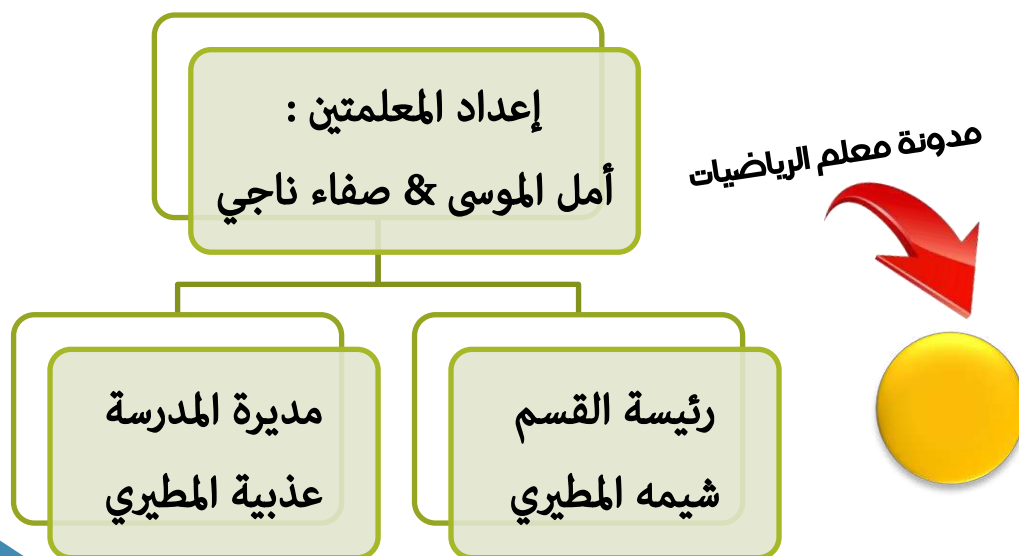 إعداد المعلمتين :
أمل الموسى & صفاء ناجي
مدونة معلم الرياضيات
رئيسة القسم
شيمه المطيري
مديرة المدرسة
عذبية المطيري